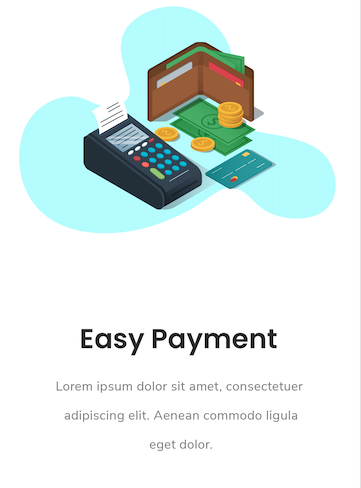 Easy Payment
Lorem ipsum dolor sit amet, consectetuer
adipiscing elit. Aenean commodo ligula
eget dolor.